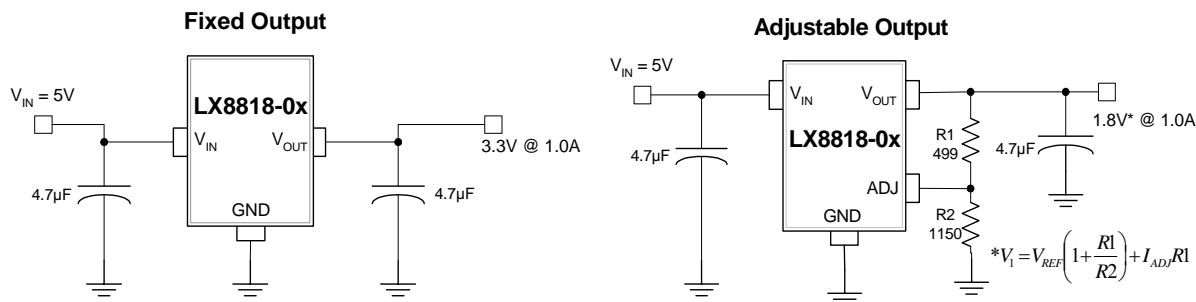 Fixed Output
V_IN = 5V
LX8818-0x
V_IN
V_OUT
3.3V @ 1.0A
4.7µF
4.7µF
GND
Adjustable Output
V_IN = 5V
V_IN
V_OUT
LX8818-0x
1.8V* @ 1.0A
R1
499
4.7µF
4.7µF
ADJ
R2
1150
GND
*V_1 = V_REF(1 + R1/R2) + I_ADJ R1